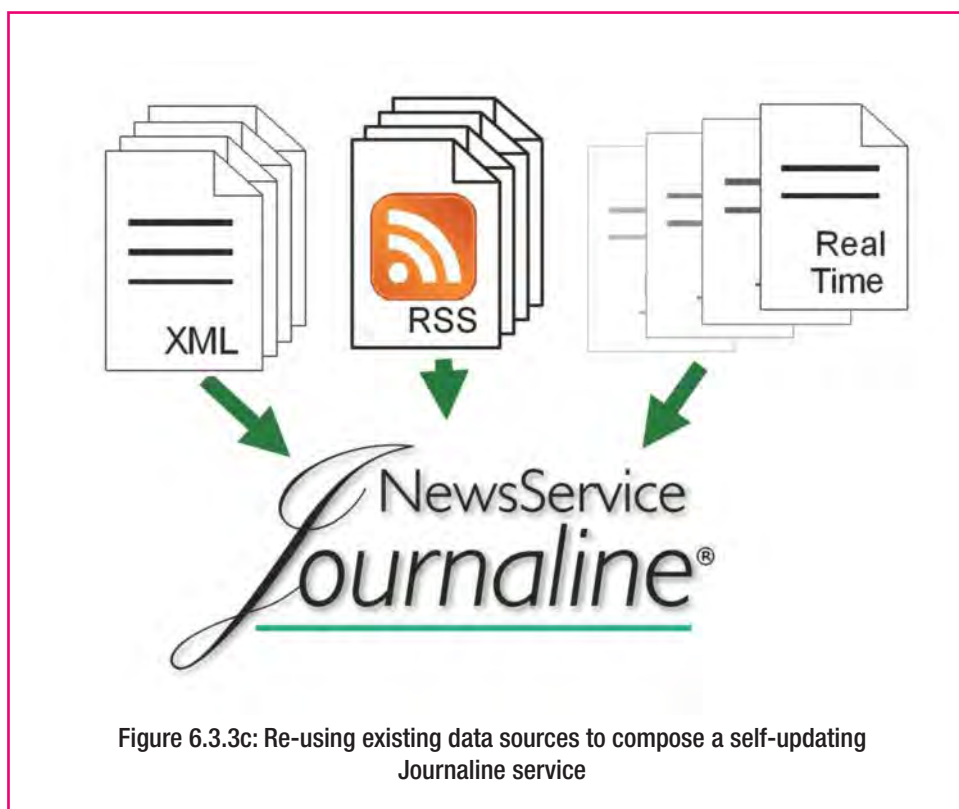 XML
RSS
Real
Time
NewsService
Journaline®
Figure 6.3.3c: Re-using existing data sources to compose a self-updating
Journaline service